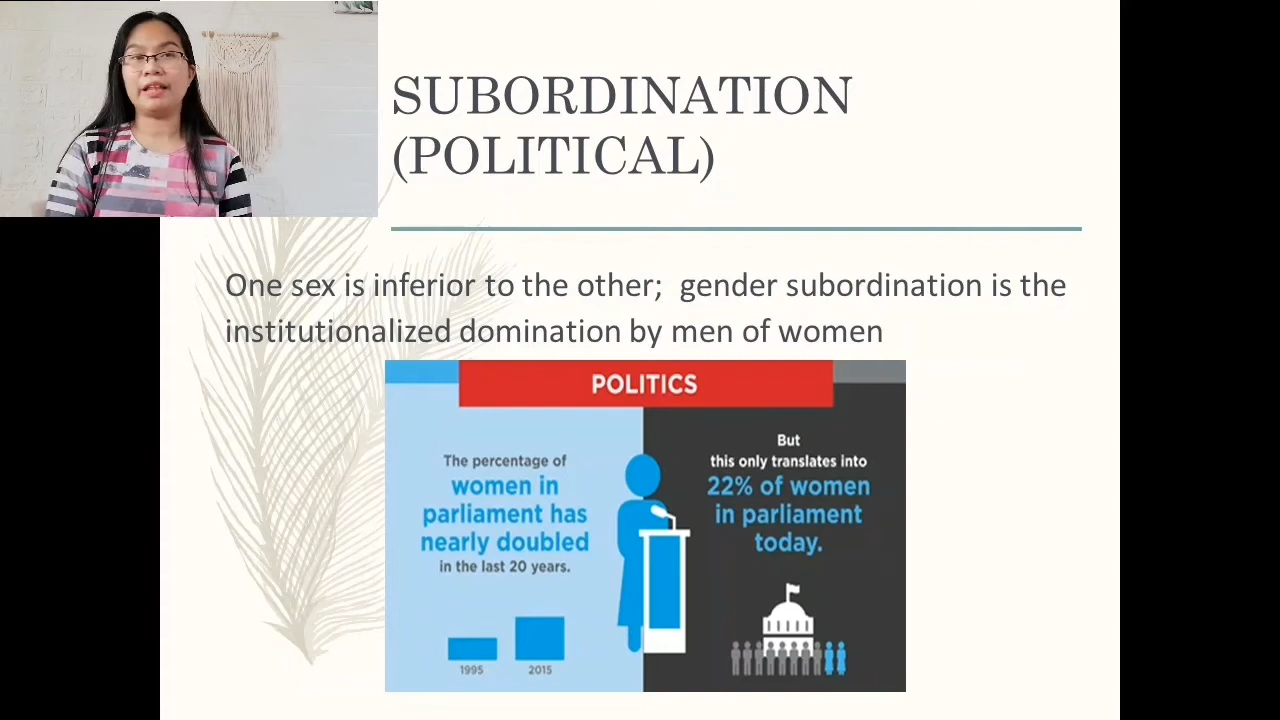 SUBORDINATION
(POLITICAL)
One sex is inferior to the other;  gender subordination is the
institutionalized domination by men of women
POLITICS
The percentage of
women in
parliament has
nearly doubled
in the last 20 years.
1995
2015
But
this only translates into
22% of women
in parliament
today.